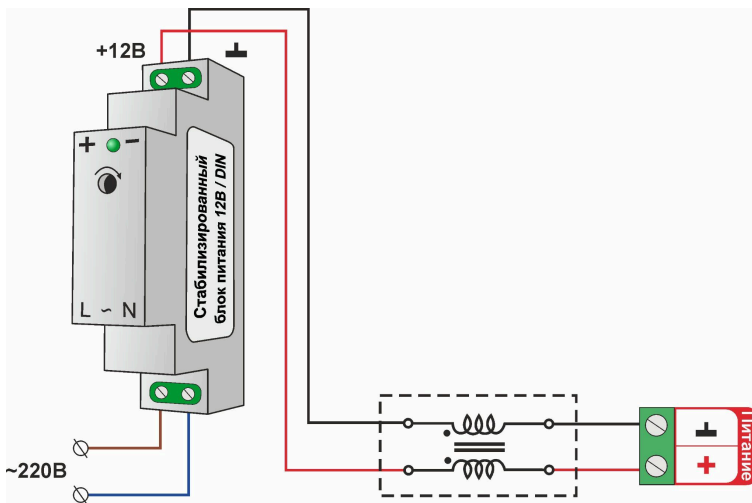 +12В
+ −
L ~ N
Стабилизированный
блок питания 12В / DIN
~220В
+
Питание